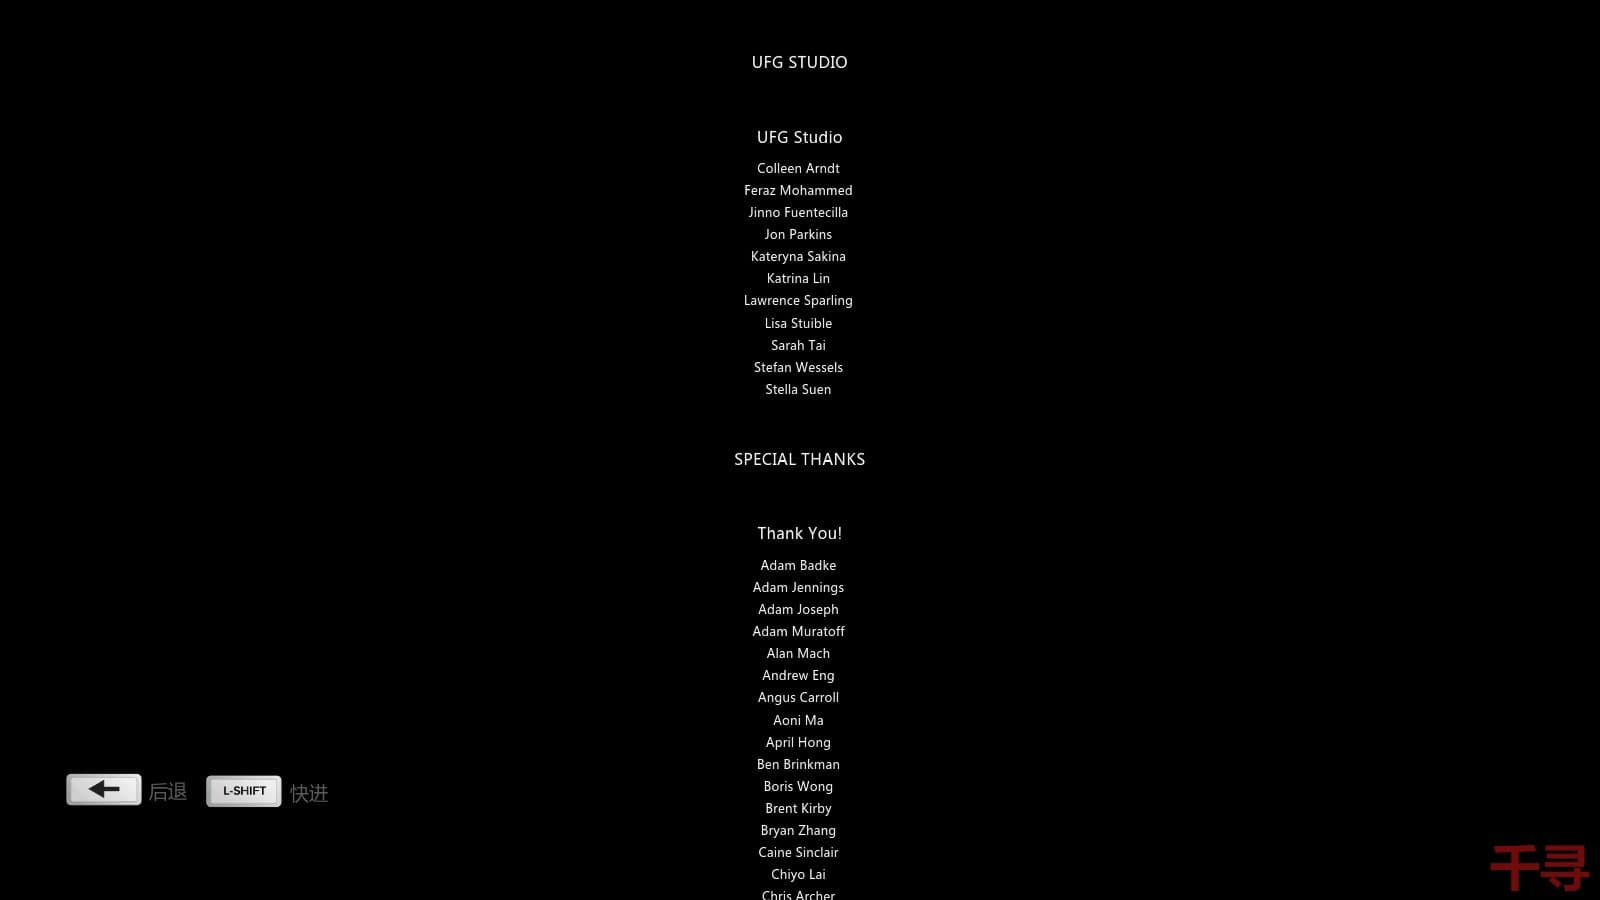 UFG STUDIO
UFG Studio
Colleen Arndt
Feraz Mohammed
Jinno Fuentecilla
Jon Parkins
Kateryna Sakina
Katrina Lin
Lawrence Sparling
Lisa Stuible
Sarah Tai
Stefan Wessels
Stella Suen
SPECIAL THANKS
Thank You!
Adam Badke
Adam Jennings
Adam Joseph
Adam Muratoff
Alan Mach
Andrew Eng
Angus Carroll
Aoni Ma
April Hong
Ben Brinkman
Boris Wong
Brent Kirby
Bryan Zhang
Caine Sinclair
Chiyo Lai
Chris Archer
后退 L-SHIFT 快进
千寻